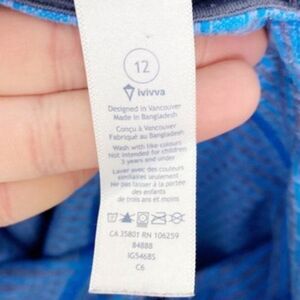 12
ivivva
Designed in Vancouver
Made in Bangladesh
Conçu à Vancouver
Fabriqué au Bangladesh
Wash with like colours
Not intended for children
3 years and under
Laver avec des couleurs
similaires seulement
Ne pas laisser à la portée
des enfants
de trois ans et moins
CA 35801 RN 106259
84888
IG5468S
C6